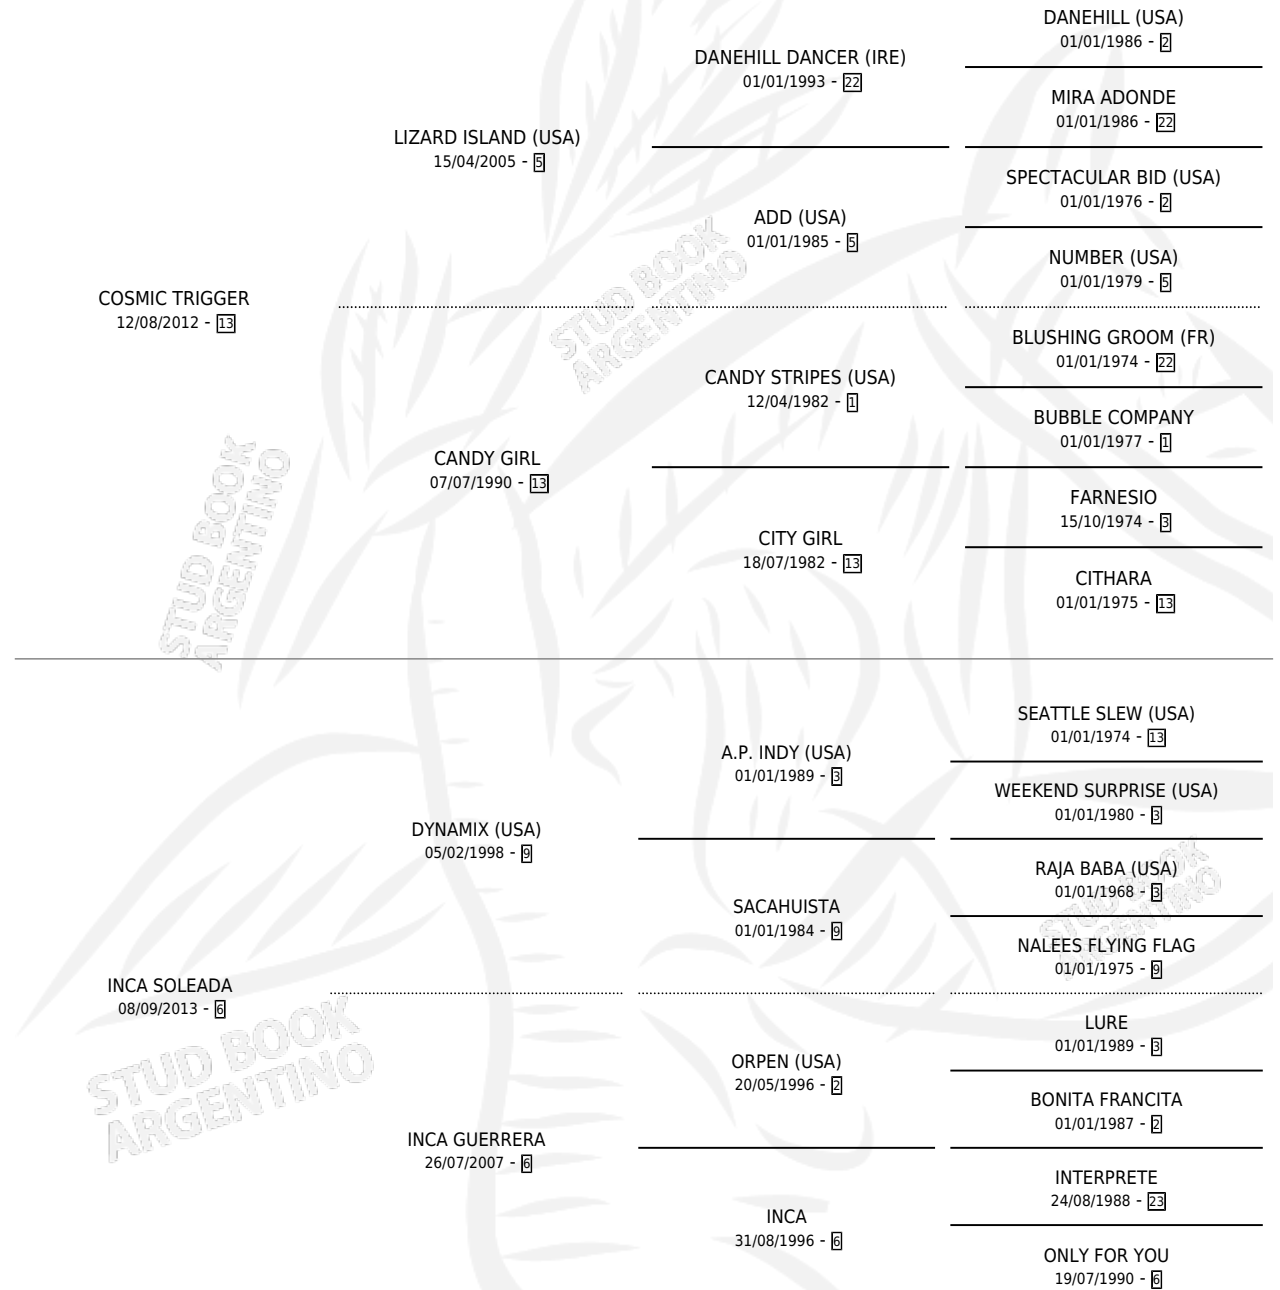 DANEHILL (USA)
01/01/1986 - 2
DANEHILL DANCER (IRE)
01/01/1993 - 22
MIRA ADONDE
01/01/1986 - 22
LIZARD ISLAND (USA)
15/04/2005 - 5
SPECTACULAR BID (USA)
01/01/1976 - 2
ADD (USA)
01/01/1985 - 5
NUMBER (USA)
01/01/1979 - 5
COSMIC TRIGGER
12/08/2012 - 13
BLUSHING GROOM (FR)
01/01/1974 - 22
CANDY STRIPES (USA)
12/04/1982 - 1
BUBBLE COMPANY
01/01/1977 - 1
CANDY GIRL
07/07/1990 - 13
FARNESIO
15/10/1974 - 3
CITY GIRL
18/07/1982 - 13
CITHARA
01/01/1975 - 13
STUD BOOK
ARGENTINO
STUD BOOK
ARGENTINO
SEATTLE SLEW (USA)
01/01/1974 - 13
A.P. INDY (USA)
01/01/1989 - 3
WEEKEND SURPRISE (USA)
01/01/1980 - 3
DYNAMIX (USA)
05/02/1998 - 9
RAJA BABA (USA)
01/01/1968 - 3
SACAHUISTA
01/01/1984 - 9
NALEES FLYING FLAG
01/01/1975 - 9
INCA SOLEADA
08/09/2013 - 6
LURE
01/01/1989 - 3
ORPEN (USA)
20/05/1996 - 2
BONITA FRANCITA
01/01/1987 - 2
INCA GUERRERA
26/07/2007 - 6
INTERPRETE
24/08/1988 - 23
INCA
31/08/1996 - 6
ONLY FOR YOU
19/07/1990 - 6
STUD BOOK
ARGENTINO
STUD BOOK
ARGENTINO